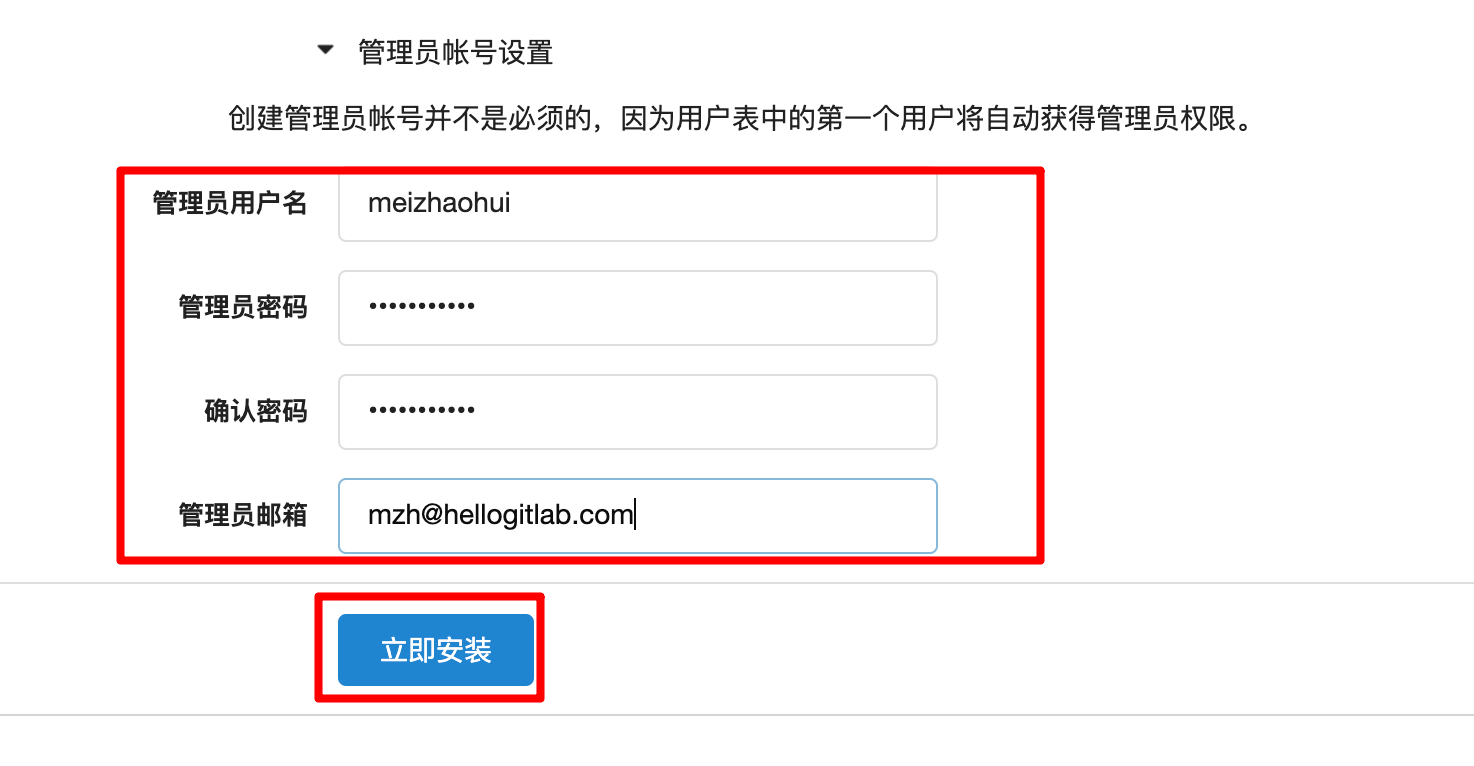 管理员帐号设置
创建管理员帐号并不是必须的，因为用户表中的第一个用户将自动获得管理员权限。
管理员用户名 meizhaohui
管理员密码 •••••••••••
确认密码 •••••••••••
管理员邮箱 mzh@hellogitlab.com
立即安装